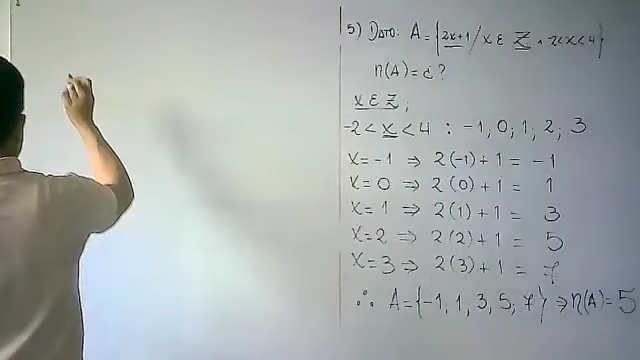 5) DATO: A = {2x+1 / x ∈ Z ∧ -2<x<4}
n(A) = ¿?
x ∈ Z;
-2 < x < 4 : -1, 0; 1; 2; 3
x = -1 ⇒ 2(-1) + 1 = -1
x = 0 ⇒ 2(0) + 1 = 1
x = 1 ⇒ 2(1) + 1 = 3
x = 2 ⇒ 2(2) + 1 = 5
x = 3 ⇒ 2(3) + 1 = 7
∴ A = {-1, 1, 3, 5, 7} ⇒ n(A) = 5